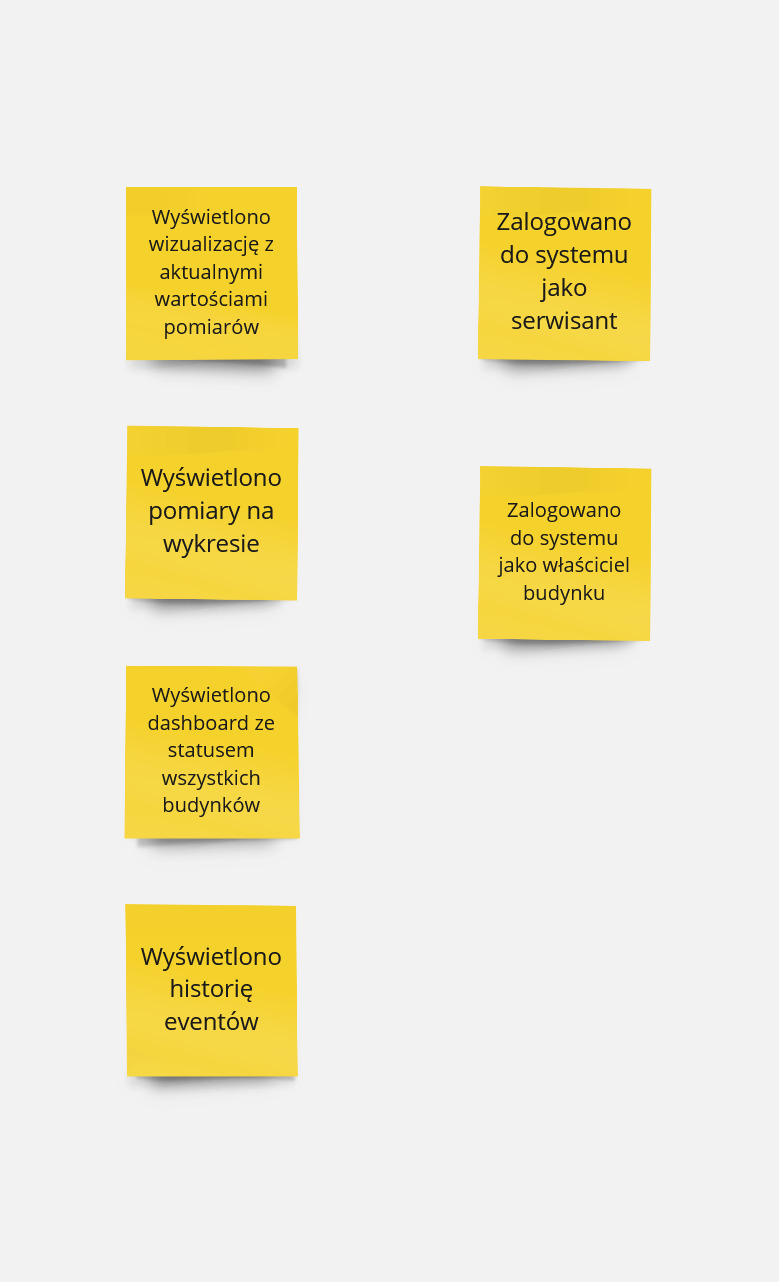 Wyświetlono
wizualizację z
aktualnymi
wartościami
pomiarów
Wyświetlono
pomiary na
wykresie
Wyświetlono
dashboard ze
statusem
wszystkich
budynków
Wyświetlono
historię
eventów
Zalogowano
do systemu
jako
serwisant
Zalogowano
do systemu
jako właściciel
budynku